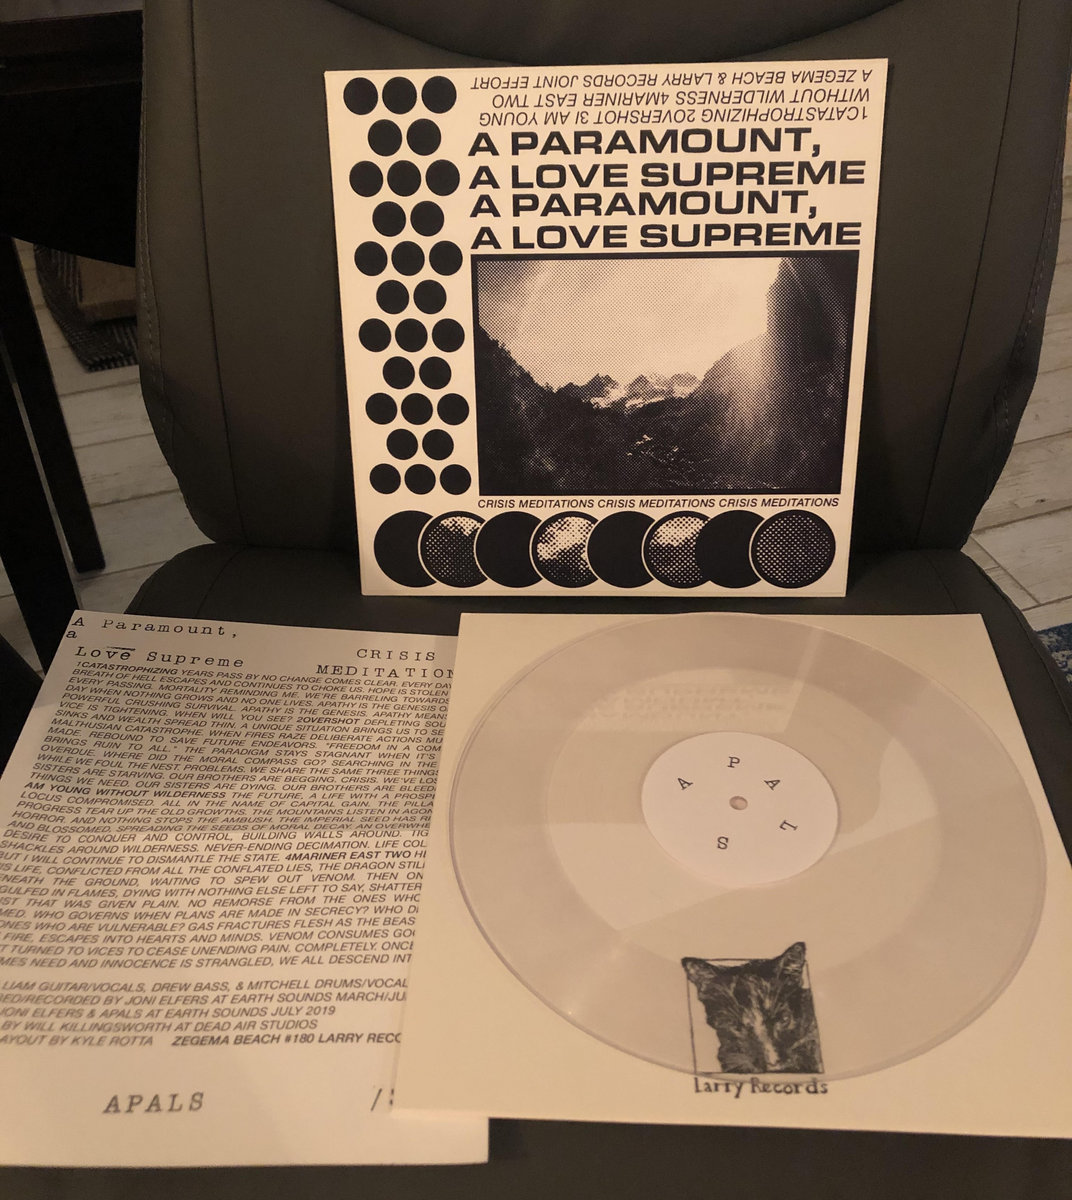 A ZEGEMA BEACH & LARRY RECORDS JOINT EFFORT
WITHOUT WILDERNESS 4MARINER EAST TWO
1CATASTROPHIZING 2OVERSHOT 3I AM YOUNG
A PARAMOUNT,
A LOVE SUPREME
A PARAMOUNT,
A LOVE SUPREME
CRISIS MEDITATIONS CRISIS MEDITATIONS CRISIS MEDITATIONS
A Paramount,
a
Love Supreme
CRISIS
MEDITATION
1CATASTROPHIZING YEARS PASS BY NO CHANGE COMES CLEAR. EVERY DAY
BREATH OF HELL ESCAPES AND CONTINUES TO CHOKE US. HOPE IS STOLEN
EVERY PASSING. MORTALITY REMINDING ME. WE'RE BARRELING TOWARDS
DAY WHEN NOTHING GROWS AND NO ONE LIVES. APATHY IS THE GENESIS O
POWERFUL CRUSHING SURVIVAL. APATHY IS THE GENESIS. APATHY MEANS
VICE IS TIGHTENING. WHEN WILL YOU SEE? 2OVERSHOT DEPLETING SOU
SINKS AND WEALTH SPREAD THIN. A UNIQUE SITUATION BRINGS US TO SE
MALTHUSIAN CATASTROPHE. WHEN FIRES RAZE DELIBERATE ACTIONS MU
MADE. REBOUND TO SAVE FUTURE ENDEAVORS. "FREEDOM IN A COM
BRINGS RUIN TO ALL." THE PARADIGM STAYS STAGNANT WHEN IT'S
OVERDUE. WHERE DID THE MORAL COMPASS GO? SEARCHING IN THE
WHILE WE FOUL THE NEST. PROBLEMS. WE SHARE THE SAME THREE THINGS
SISTERS ARE STARVING. OUR BROTHERS ARE BEGGING. CRISIS. WE'VE LOS
THINGS WE NEED. OUR SISTERS ARE DYING. OUR BROTHERS ARE BLEED
AM YOUNG WITHOUT WILDERNESS THE FUTURE, A LIFE WITH A PROSP
LOCUS COMPROMISED. ALL IN THE NAME OF CAPITAL GAIN. THE PILLA
PROGRESS TEAR UP THE OLD GROWTHS. THE MOUNTAINS LISTEN IN AGON
HORROR, AND NOTHING STOPS THE AMBUSH. THE IMPERIAL SEED HAS RI
AND BLOSSOMED, SPREADING THE SEEDS OF MORAL DECAY. AN OVERWHE
DESIRE TO CONQUER AND CONTROL, BUILDING WALLS AROUND. TIG
SHACKLES AROUND WILDERNESS. NEVER-ENDING DECIMATION. LIFE COL
BUT I WILL CONTINUE TO DISMANTLE THE STATE. 4MARINER EAST TWO HI
IS LIFE, CONFLICTED FROM ALL THE CONFLATED LIES, THE DRAGON STILL
NEATH THE GROUND, WAITING TO SPEW OUT VENOM. THEN ON
GULFED IN FLAMES, DYING WITH NOTHING ELSE LEFT TO SAY, SHATTER
ST THAT WAS GIVEN PLAIN. NO REMORSE FROM THE ONES WHO
MED. WHO GOVERNS WHEN PLANS ARE MADE IN SECRECY? WHO DI
ONES WHO ARE VULNERABLE? GAS FRACTURES FLESH AS THE BEAS
FIRE, ESCAPES INTO HEARTS AND MINDS. VENOM CONSUMES GO
T TURNED TO VICES TO CEASE UNENDING PAIN. COMPLETELY. ONCE
MES NEED AND INNOCENCE IS STRANGLED, WE ALL DESCEND INT
LIAM GUITAR/VOCALS, DREW BASS, & MITCHELL DRUMS/VOCAL
ED/RECORDED BY JONI ELFERS AT EARTH SOUNDS MARCH/JU
JONI ELFERS & APALS AT EARTH SOUNDS JULY 2019
BY WILL KILLINGSWORTH AT DEAD AIR STUDIOS
AYOUT BY KYLE ROTTA ZEGEMA BEACH #180 LARRY RECO
APALS /
A P A L S
Larry Records